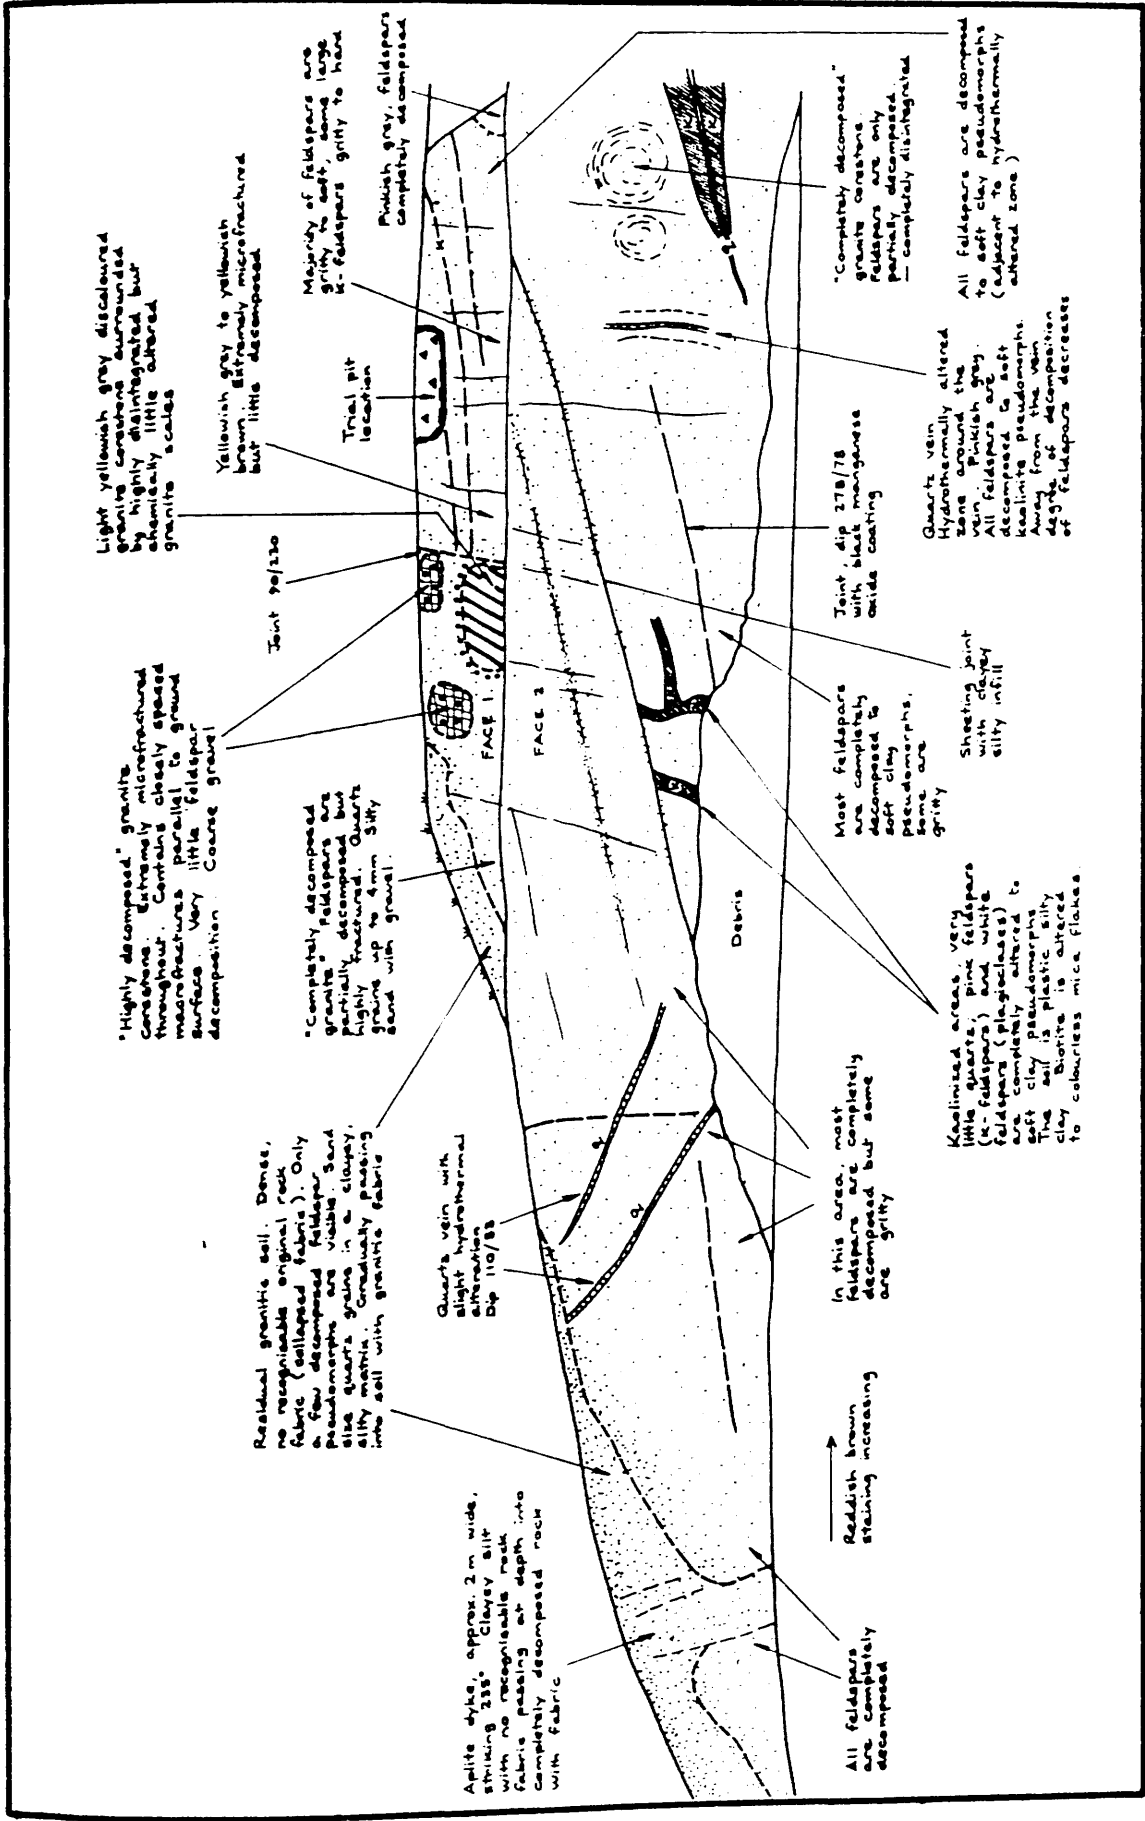 Aplite dyke, approx. 2m wide,
striking 235° Clayey silt
with no recognisable rock
fabric passing at depth into
completely decomposed rock
with fabric
Residual granitic soil. Dense,
no recognisable original rock
fabric (collapsed fabric). Only
a few decomposed feldspar
pseudomorphs are visible. Sand
size quartz grains in a clayey,
silty matrix. Gradually passing
into soil with granitic fabric
Quartz vein with
slight hydrothermal
alteration
"Highly decomposed" granite
corestone. Extremely microfractured
throughout. Contains closely spaced
macrofractures parallel to ground
surface. Very little feldspar
decomposition. Coarse gravel
"Completely decomposed
granite" Feldspars are
partially decomposed but
highly fractured. Quartz
grains up to 4mm. Silty
sand with gravel.
Light yellowish grey discoloured
granite corestone surrounded
by highly disintegrated but
chemically little altered
granite scales
Joint 90/230
Yellowish grey to yellowish
brown. Extremely microfractured
but little decomposed
Trial pit
location
Majority of feldspars are
gritty to soft, some large
K-feldspars gritty to hard
Pinkish grey, feldspars
completely decomposed
FACE 1
FACE 2
q
q
q
Debris
All feldspars
are completely
decomposed
Reddish brown
staining increasing
In this area, most
feldspars are completely
decomposed but some
are gritty
Kaolinized areas, very
little quartz, pink feldspars
(K-feldspars) and white
feldspars (plagioclases)
are completely altered to
soft clay pseudomorphs
The soil is plastic silty
clay. Biotite is altered
to colourless mica flakes.
Most feldspars
are completely
decomposed to
soft clay
pseudomorphs,
some are
gritty
Sheeting joint
with clayey
silty infill
Joint, dip 278/78
with black manganese
oxide coating
Quartz vein
Hydrothermally altered
zone around the
vein. Pinkish grey.
All feldspars are
decomposed to soft
kaolinite pseudomorphs.
Away from the vein
degree of decomposition
of feldspars decreases
"Completely decomposed"
granite corestone.
Feldspars are only
partially decomposed
— completely disintegrated
All feldspars are decomposed
to soft clay pseudomorphs
(adjacent to hydrothermally
altered zone)